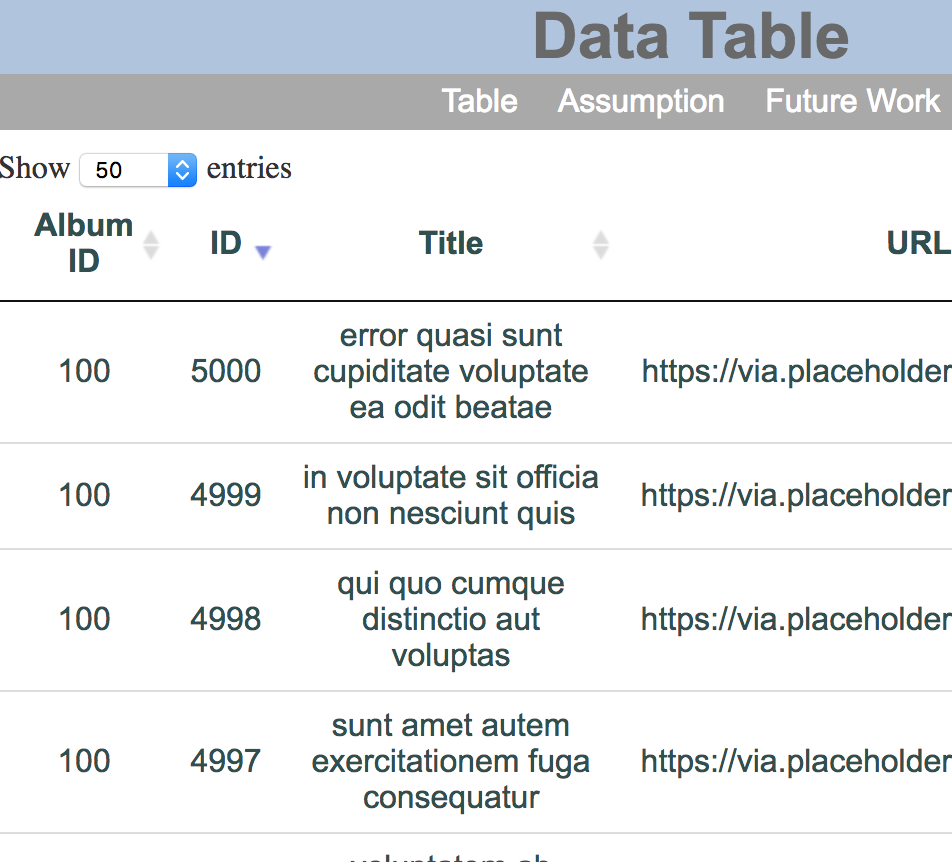 Data Table
Table Assumption Future Work
Show 50 entries
Album ID ID Title URL
100 5000 error quasi sunt cupiditate voluptate ea odit beatae https://via.placeholder
100 4999 in voluptate sit officia non nesciunt quis https://via.placeholder
100 4998 qui quo cumque distinctio aut voluptas https://via.placeholder
100 4997 sunt amet autem exercitationem fuga consequatur https://via.placeholder